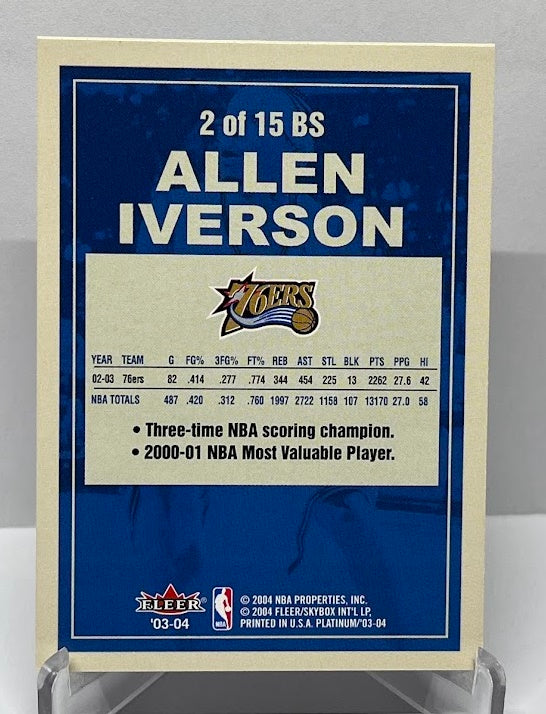 2 of 15 BS
ALLEN
IVERSON
76ERS
YEAR TEAM G FG% 3FG% FT% REB AST STL BLK PTS PPG HI
02-03 76ers 82 .414 .277 .774 344 454 225 13 2262 27.6 42
NBA TOTALS 487 .420 .312 .760 1997 2722 1158 107 13170 27.0 58
• Three-time NBA scoring champion.
• 2000-01 NBA Most Valuable Player.
FLEER
'03-04
NBA
© 2004 NBA PROPERTIES, INC.
© 2004 FLEER/SKYBOX INT'L LP,
PRINTED IN U.S.A. PLATINUM/'03-04